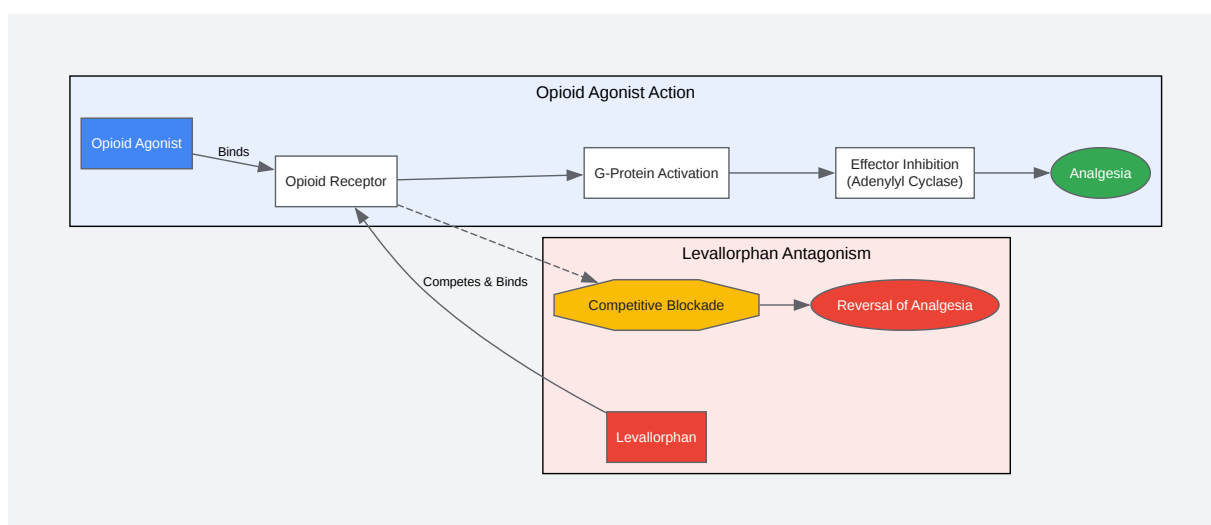 Opioid Agonist Action
Opioid Agonist
Binds
Opioid Receptor
G-Protein Activation
Effector Inhibition
(Adenylyl Cyclase)
Analgesia
Levallorphan Antagonism
Competes & Binds
Competitive Blockade
Reversal of Analgesia
Levallorphan